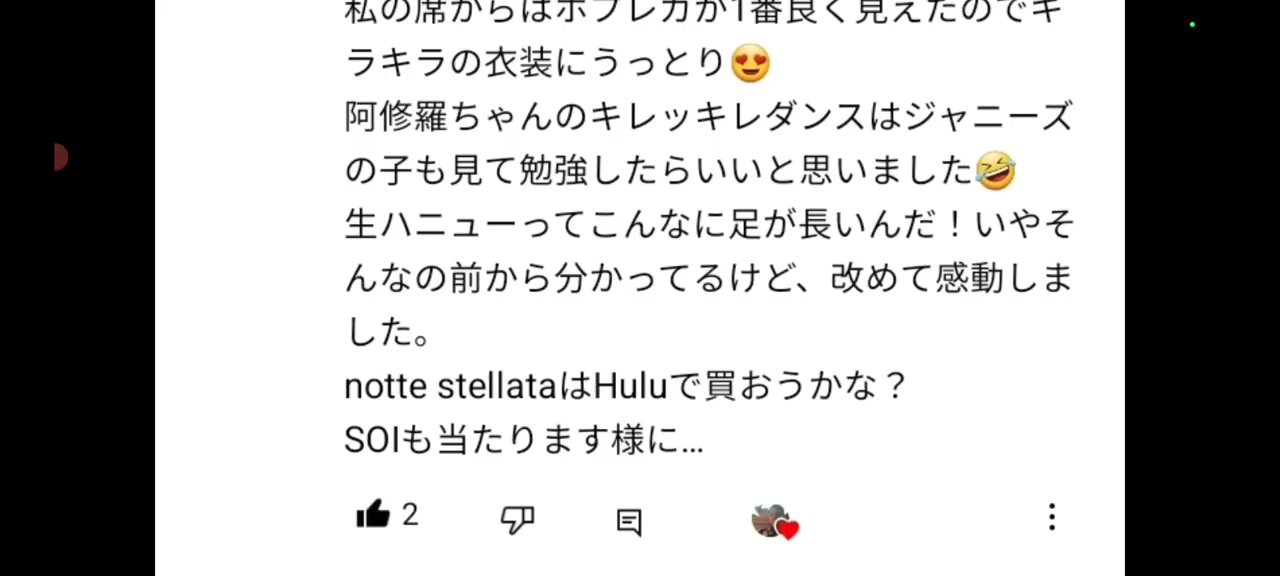 私の席からはホプレガが1番良く見えたのでキ
ラキラの衣装にうっとり😍
阿修羅ちゃんのキレッキレダンスはジャニーズ
の子も見て勉強したらいいと思いました🤣
生ハニューってこんなに足が長いんだ！いやそ
んなの前から分かってるけど、改めて感動しま
した。
notte stellataはHuluで買おうかな？
SOIも当たります様に…
2